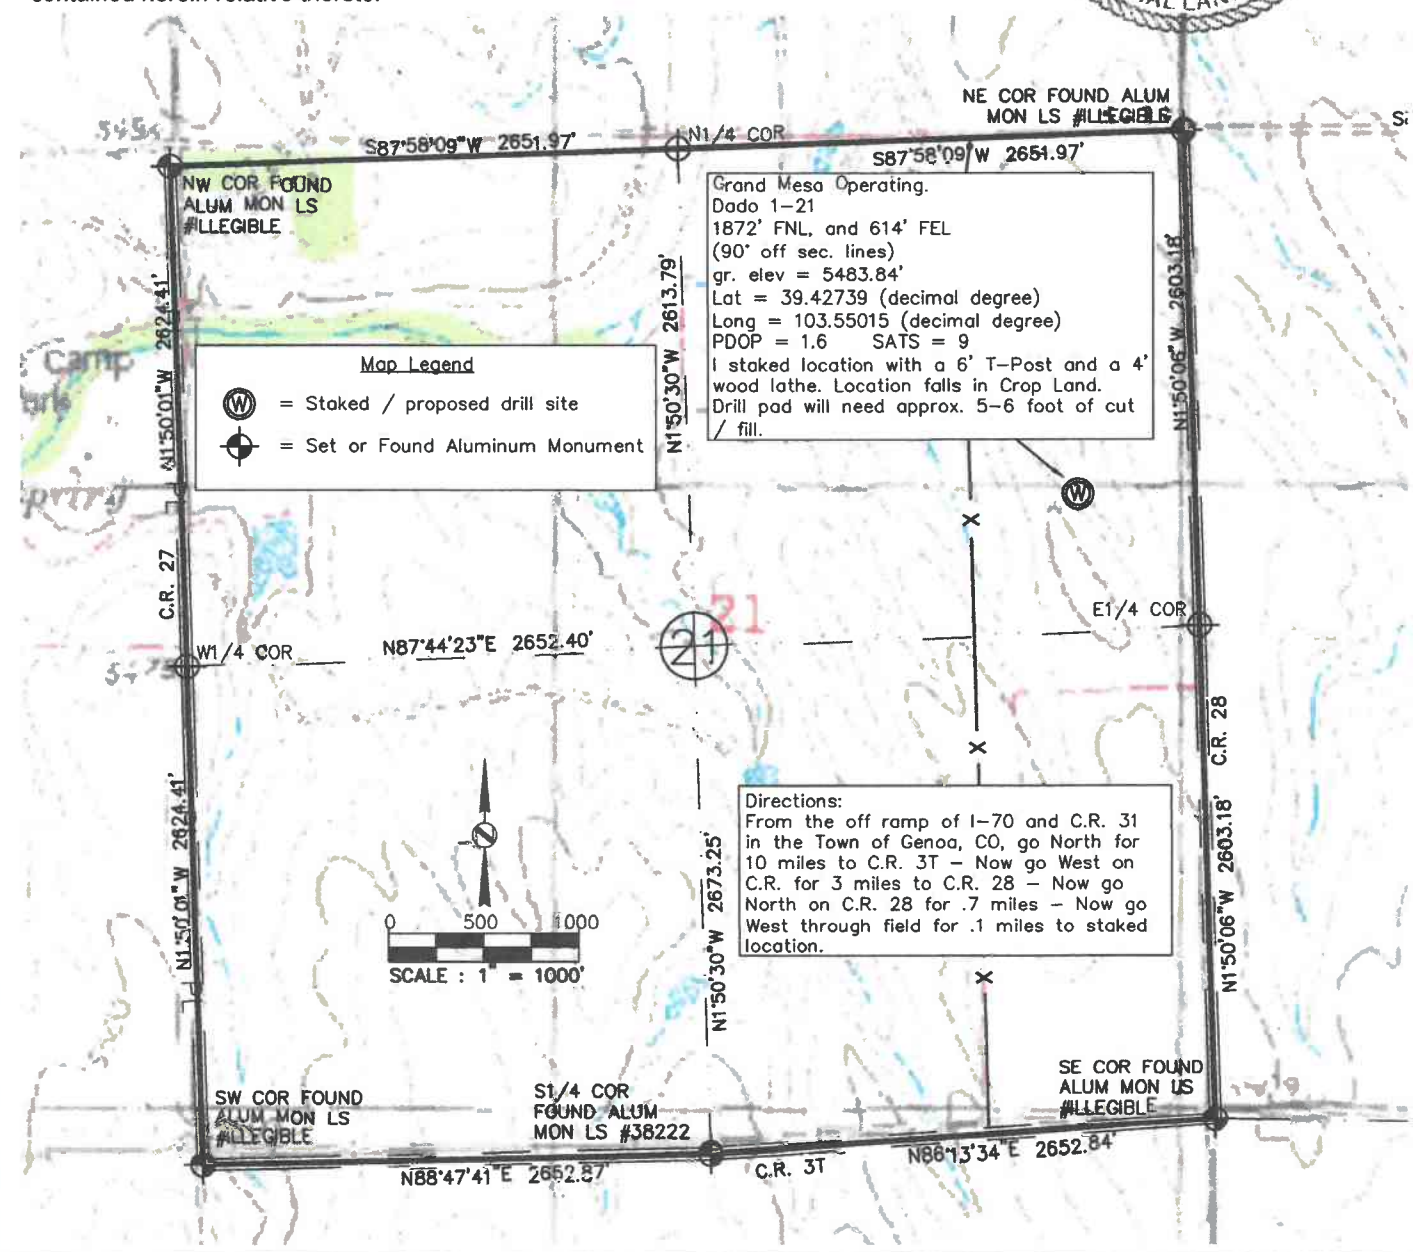 contained herein relative thereto.
NE COR FOUND ALUM
MON LS #ILLEGIBLE
N1/4 COR
S87°58'09"W 2651.97'
S87°58'09"W 2651.97'
NW COR FOUND
ALUM MON LS
#ILLEGIBLE
Grand Mesa Operating.
Dado 1-21
1872' FNL, and 614' FEL
(90° off sec. lines)
gr. elev = 5483.84'
Lat = 39.42739 (decimal degree)
Long = 103.55015 (decimal degree)
PDOP = 1.6 SATS = 9
I staked location with a 6' T-Post and a 4'
wood lathe. Location falls in Crop Land.
Drill pad will need approx. 5-6 foot of cut
/ fill.
N1°50'01"W 2624.41'
N1°50'30"W 2613.79'
N1°50'06"W 2603.18'
Camp
Map Legend
W = Staked / proposed drill site
= Set or Found Aluminum Monument
W
X
C.R. 27
21
21
E1/4 COR
W1/4 COR
N87°44'23"E 2652.40'
C.R. 28
X
N1°50'01"W 2624.41'
N1°50'30"W 2673.25'
N1°50'06"W 2603.18'
Directions:
From the off ramp of I-70 and C.R. 31
in the Town of Genoa, CO, go North for
10 miles to C.R. 3T - Now go West on
C.R. for 3 miles to C.R. 28 - Now go
North on C.R. 28 for .7 miles - Now go
West through field for .1 miles to staked
location.
0 500 1000
SCALE : 1" = 1000'
X
SE COR FOUND
ALUM MON LS
#ILLEGIBLE
SW COR FOUND
ALUM MON LS
#ILLEGIBLE
S1/4 COR
FOUND ALUM
MON LS #38222
N88°47'41"E 2652.87'
C.R. 3T
N86°13'34"E 2652.84'